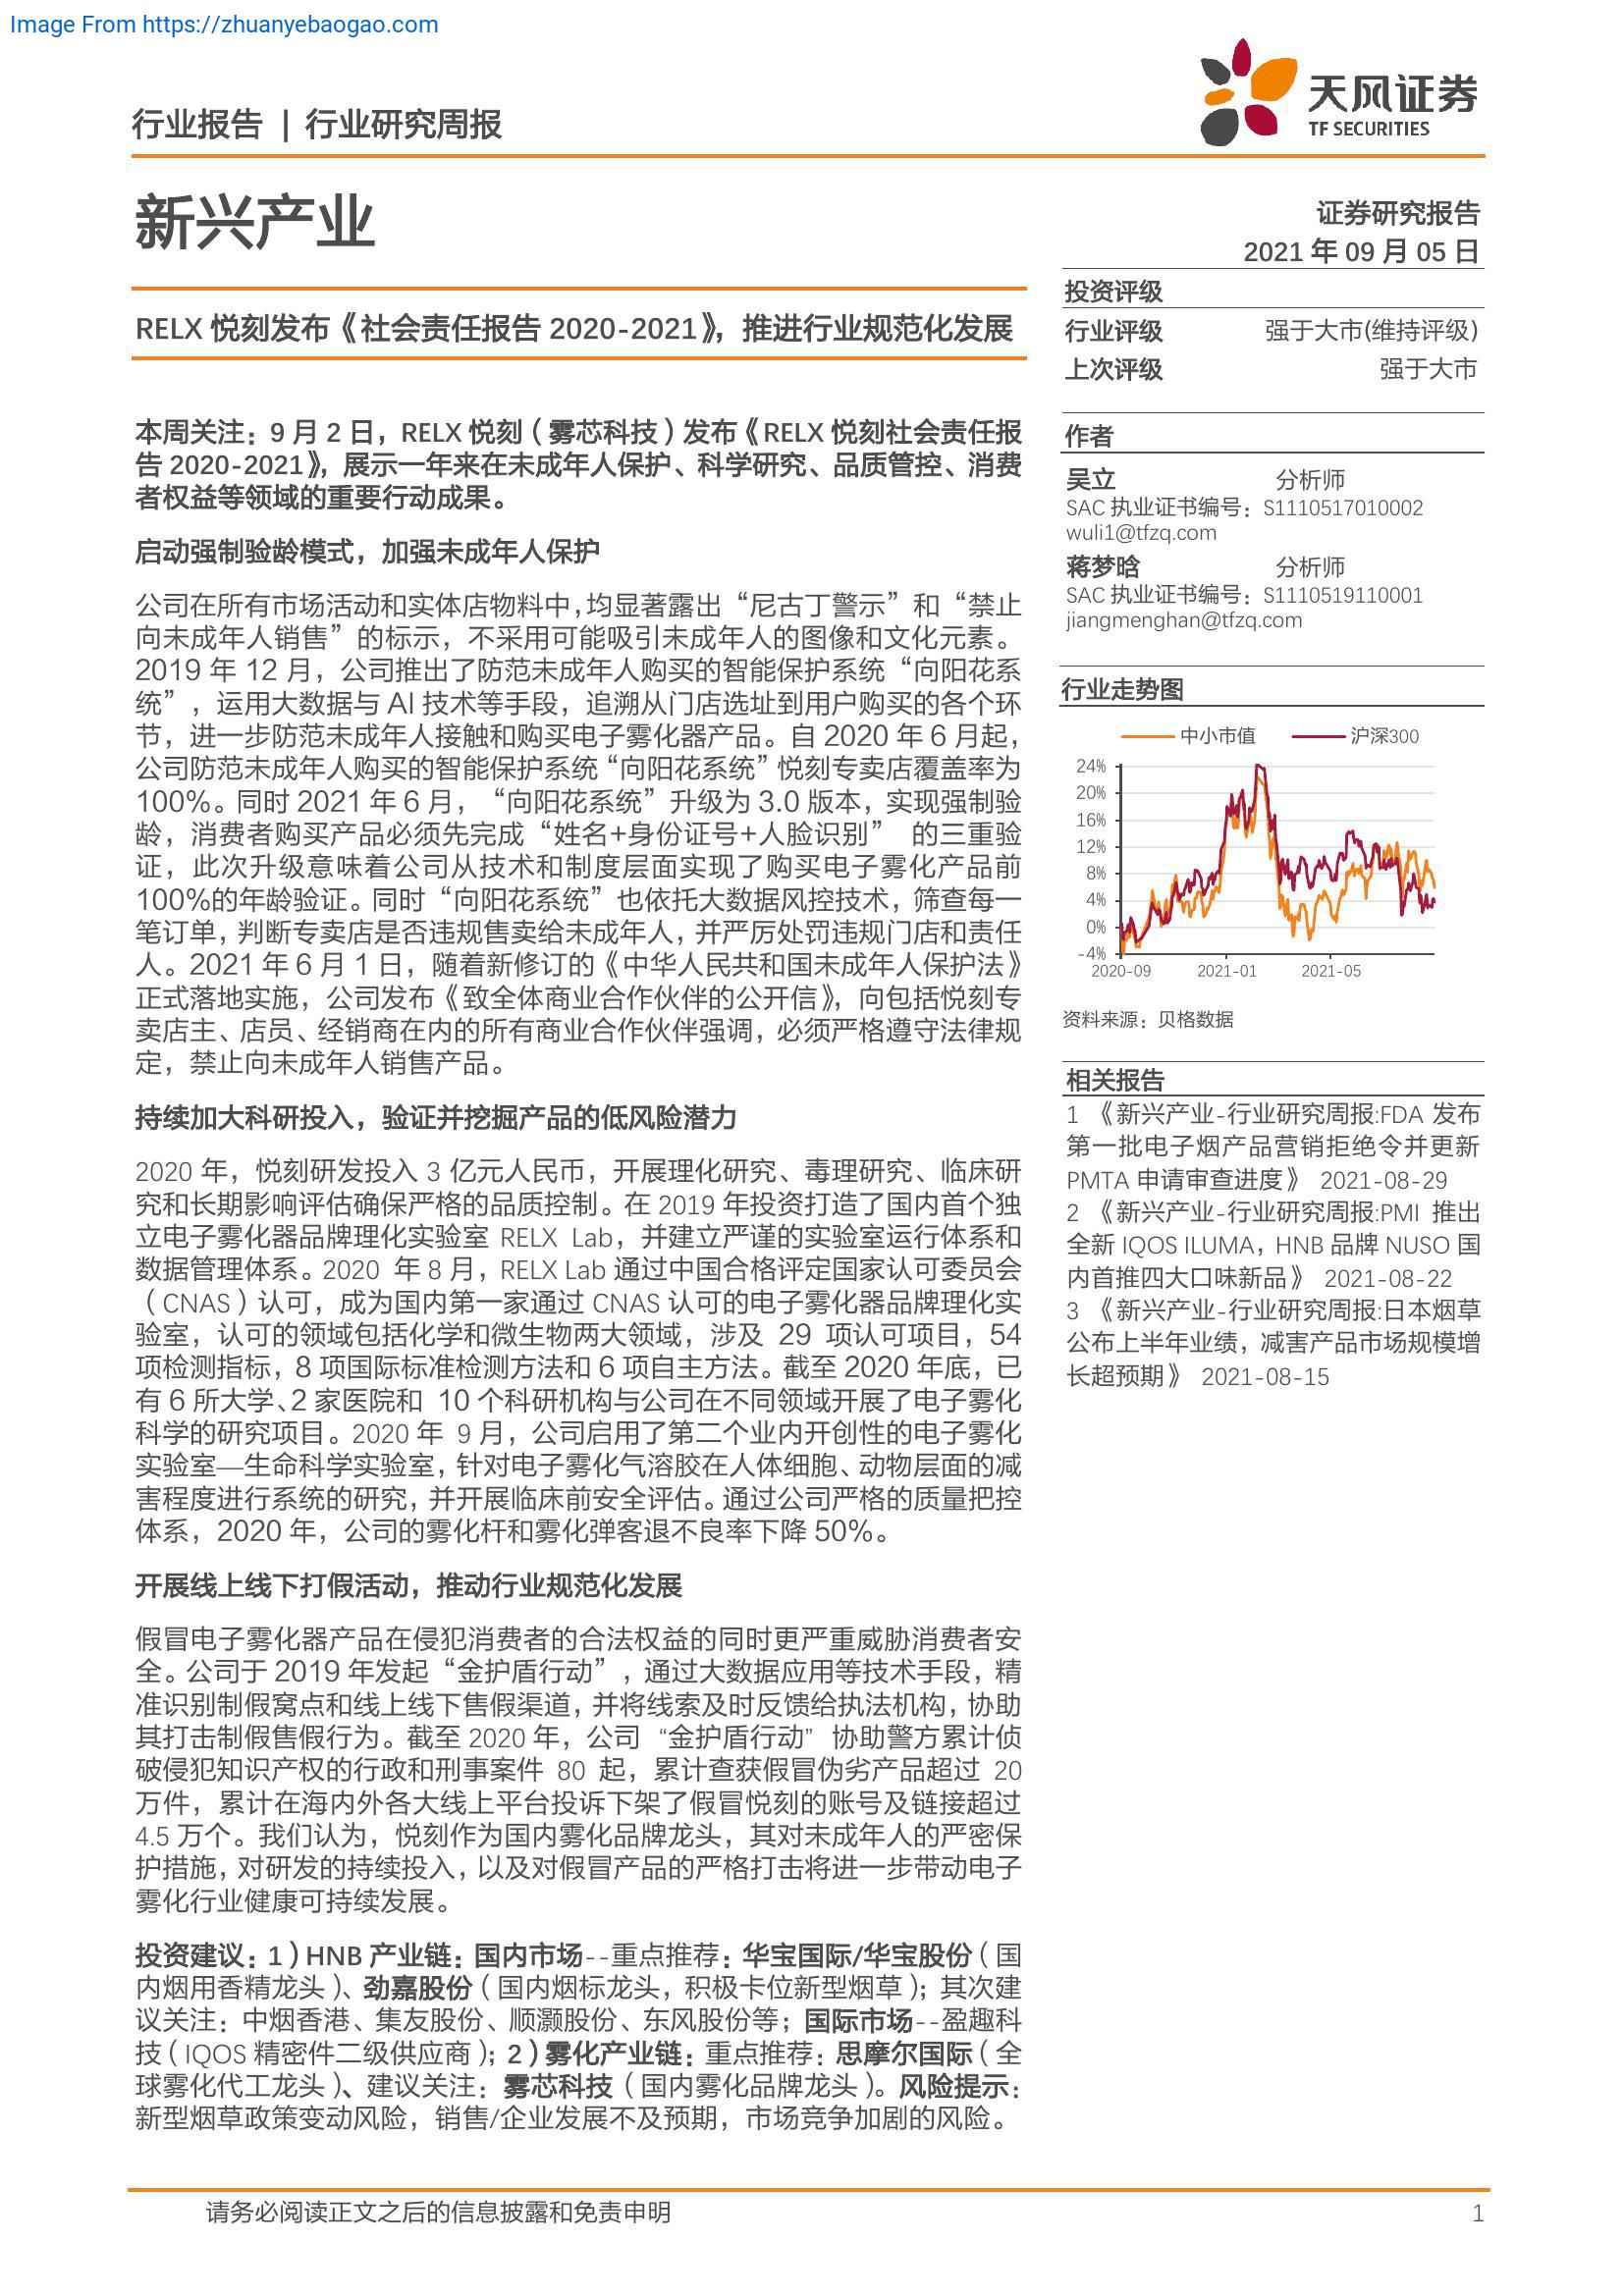 Image From https://zhuanyebaogao.com
行业报告 | 行业研究周报
天风证券
TF SECURITIES
新兴产业
证券研究报告
2021 年 09 月 05 日
RELX 悦刻发布《社会责任报告 2020-2021》，推进行业规范化发展
本周关注：9 月 2 日，RELX 悦刻（雾芯科技）发布《RELX 悦刻社会责任报
告 2020-2021》，展示一年来在未成年人保护、科学研究、品质管控、消费
者权益等领域的重要行动成果。
启动强制验龄模式，加强未成年人保护
公司在所有市场活动和实体店物料中，均显著露出“尼古丁警示”和“禁止
向未成年人销售”的标示，不采用可能吸引未成年人的图像和文化元素。
2019 年 12 月，公司推出了防范未成年人购买的智能保护系统“向阳花系
统”，运用大数据与 AI 技术等手段，追溯从门店选址到用户购买的各个环
节，进一步防范未成年人接触和购买电子雾化器产品。自 2020 年 6 月起，
公司防范未成年人购买的智能保护系统“向阳花系统”悦刻专卖店覆盖率为
100%。同时 2021 年 6 月，“向阳花系统”升级为 3.0 版本，实现强制验
龄，消费者购买产品必须先完成“姓名+身份证号+人脸识别” 的三重验
证，此次升级意味着公司从技术和制度层面实现了购买电子雾化产品前
100%的年龄验证。同时“向阳花系统”也依托大数据风控技术，筛查每一
笔订单，判断专卖店是否违规售卖给未成年人，并严厉处罚违规门店和责任
人。2021 年 6 月 1 日，随着新修订的《中华人民共和国未成年人保护法》
正式落地实施，公司发布《致全体商业合作伙伴的公开信》，向包括悦刻专
卖店主、店员、经销商在内的所有商业合作伙伴强调，必须严格遵守法律规
定，禁止向未成年人销售产品。
持续加大科研投入，验证并挖掘产品的低风险潜力
2020 年，悦刻研发投入 3 亿元人民币，开展理化研究、毒理研究、临床研
究和长期影响评估确保严格的品质控制。在 2019 年投资打造了国内首个独
立电子雾化器品牌理化实验室 RELX Lab，并建立严谨的实验室运行体系和
数据管理体系。2020 年 8 月，RELX Lab 通过中国合格评定国家认可委员会
（CNAS）认可，成为国内第一家通过 CNAS 认可的电子雾化器品牌理化实
验室，认可的领域包括化学和微生物两大领域，涉及 29 项认可项目，54
项检测指标，8 项国际标准检测方法和 6 项自主方法。截至 2020 年底，已
有 6 所大学、2 家医院和 10 个科研机构与公司在不同领域开展了电子雾化
科学的研究项目。2020 年 9 月，公司启用了第二个业内开创性的电子雾化
实验室—生命科学实验室，针对电子雾化气溶胶在人体细胞、动物层面的减
害程度进行系统的研究，并开展临床前安全评估。通过公司严格的质量把控
体系，2020 年，公司的雾化杆和雾化弹客退不良率下降 50%。
开展线上线下打假活动，推动行业规范化发展
假冒电子雾化器产品在侵犯消费者的合法权益的同时更严重威胁消费者安
全。公司于 2019 年发起“金护盾行动”，通过大数据应用等技术手段，精
准识别制假窝点和线上线下售假渠道，并将线索及时反馈给执法机构，协助
其打击制假售假行为。截至 2020 年，公司 “金护盾行动” 协助警方累计侦
破侵犯知识产权的行政和刑事案件 80 起，累计查获假冒伪劣产品超过 20
万件，累计在海内外各大线上平台投诉下架了假冒悦刻的账号及链接超过
4.5 万个。我们认为，悦刻作为国内雾化品牌龙头，其对未成年人的严密保
护措施，对研发的持续投入，以及对假冒产品的严格打击将进一步带动电子
雾化行业健康可持续发展。
投资建议：1）HNB 产业链：国内市场--重点推荐：华宝国际/华宝股份（国
内烟用香精龙头）、劲嘉股份（国内烟标龙头，积极卡位新型烟草）；其次建
议关注：中烟香港、集友股份、顺灏股份、东风股份等；国际市场--盈趣科
技（IQOS 精密件二级供应商）；2）雾化产业链：重点推荐：思摩尔国际（全
球雾化代工龙头）、建议关注：雾芯科技（国内雾化品牌龙头）。风险提示：
新型烟草政策变动风险，销售/企业发展不及预期，市场竞争加剧的风险。
投资评级
行业评级 强于大市(维持评级)
上次评级 强于大市
作者
吴立 分析师
SAC 执业证书编号：S1110517010002
wuli1@tfzq.com
蒋梦晗 分析师
SAC 执业证书编号：S1110519110001
jiangmenghan@tfzq.com
行业走势图
中小市值 沪深300
24%
20%
16%
12%
8%
4%
0%
-4%
2020-09 2021-01 2021-05
资料来源：贝格数据
相关报告
1 《新兴产业-行业研究周报:FDA 发布
第一批电子烟产品营销拒绝令并更新
PMTA 申请审查进度》 2021-08-29
2 《新兴产业-行业研究周报:PMI 推出
全新 IQOS ILUMA，HNB 品牌 NUSO 国
内首推四大口味新品》 2021-08-22
3 《新兴产业-行业研究周报:日本烟草
公布上半年业绩，减害产品市场规模增
长超预期》 2021-08-15
请务必阅读正文之后的信息披露和免责申明 1